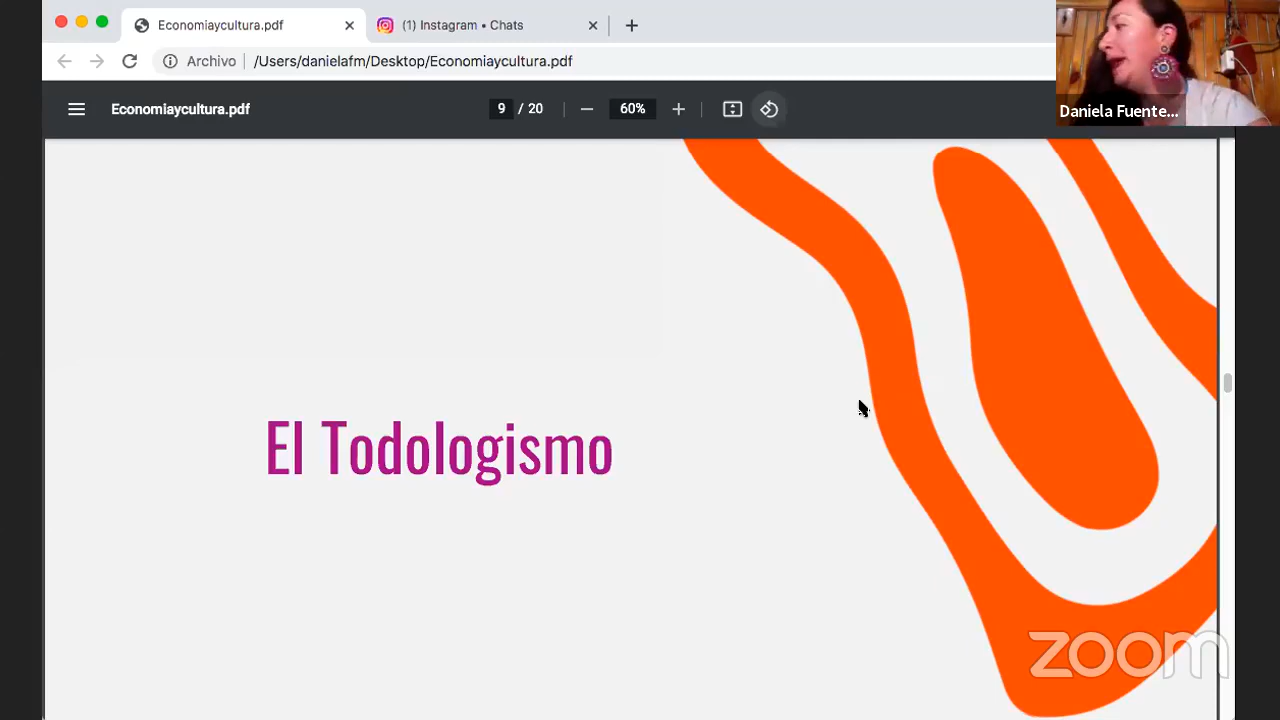 Economiaycultura.pdf
(1) Instagram • Chats
Archivo
/Users/danielafm/Desktop/Economiaycultura.pdf
Economiaycultura.pdf
9 / 20
60%
Daniela Fuente...
El Todologismo
zoom